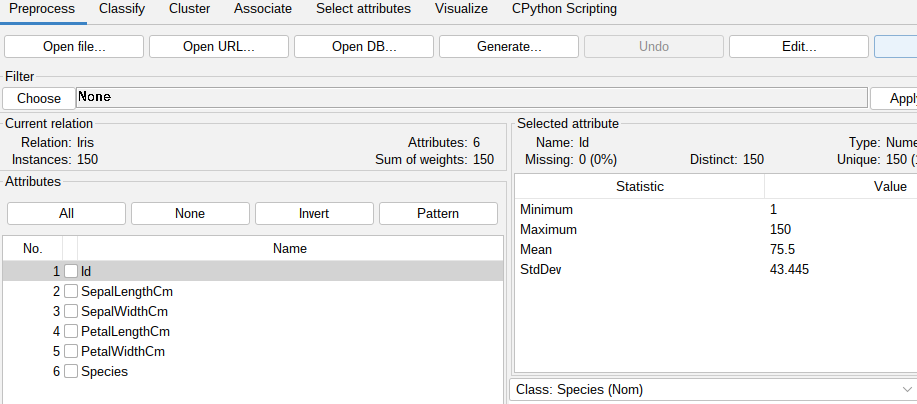 Preprocess Classify Cluster Associate Select attributes Visualize CPython Scripting
Open file... Open URL... Open DB... Generate... Undo Edit...
Filter
Choose None Apply
Current relation
Relation: Iris Attributes: 6
Instances: 150 Sum of weights: 150
Attributes
All None Invert Pattern
No. Name
1 Id
2 SepalLengthCm
3 SepalWidthCm
4 PetalLengthCm
5 PetalWidthCm
6 Species
Selected attribute
Name: Id Type: Nume
Missing: 0 (0%) Distinct: 150 Unique: 150 (
Statistic Value
Minimum 1
Maximum 150
Mean 75.5
StdDev 43.445
Class: Species (Nom)